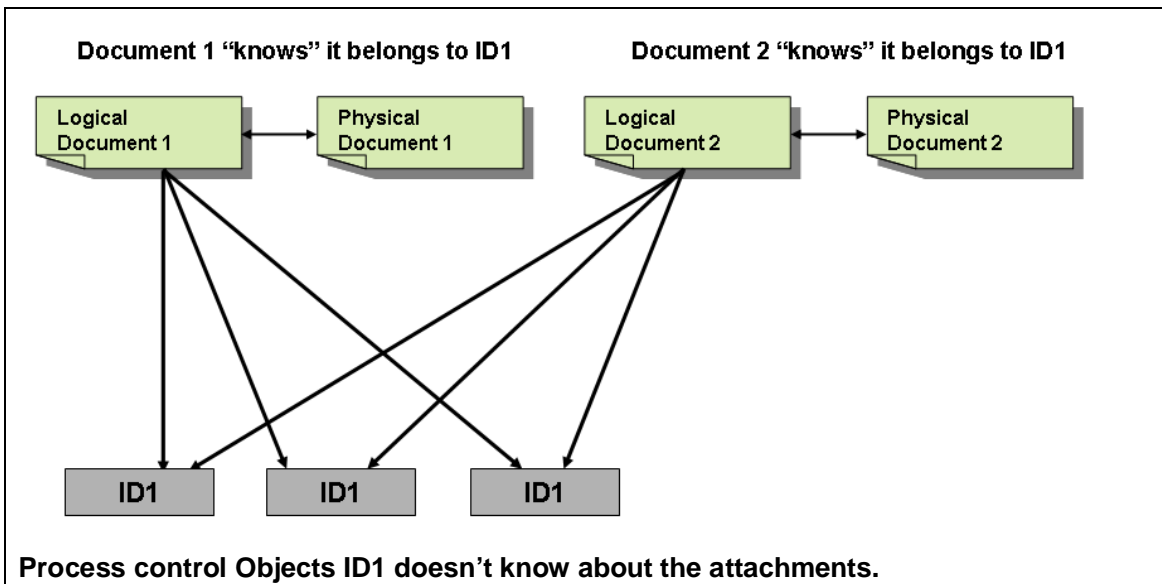 Document 1 “knows” it belongs to ID1
Document 2 “knows” it belongs to ID1
Logical
Document 1
Physical
Document 1
Logical
Document 2
Physical
Document 2
ID1
ID1
ID1
Process control Objects ID1 doesn’t know about the attachments.